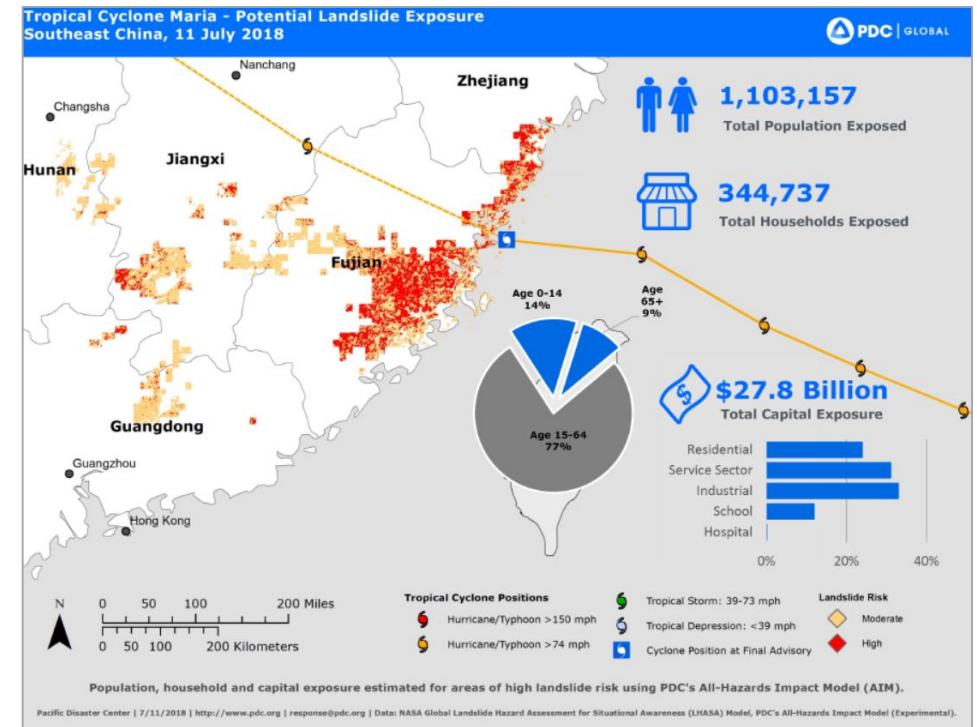 Tropical Cyclone Maria - Potential Landslide Exposure
Southeast China, 11 July 2018
PDC | GLOBAL
Nanchang
Zhejiang
Changsha
Jiangxi
Hunan
Fujian
Guangdong
Guangzhou
Hong Kong
1,103,157
Total Population Exposed
344,737
Total Households Exposed
Age 0-14
14%
Age
65+
9%
Age 15-64
77%
$27.8 Billion
Total Capital Exposure
Residential
Service Sector
Industrial
School
Hospital
0% 20% 40%
N
0 50 100 200 Miles
0 50 100 200 Kilometers
Tropical Cyclone Positions
Hurricane/Typhoon >150 mph
Hurricane/Typhoon >74 mph
Tropical Storm: 39-73 mph
Tropical Depression: <39 mph
Cyclone Position at Final Advisory
Landslide Risk
Moderate
High
Population, household and capital exposure estimated for areas of high landslide risk using PDC's All-Hazards Impact Model (AIM).
Pacific Disaster Center | 7/11/2018 | http://www.pdc.org | response@pdc.org | Data: NASA Global Landslide Hazard Assessment for Situational Awareness (LHASA) Model, PDC's All-Hazards Impact Model (Experimental).